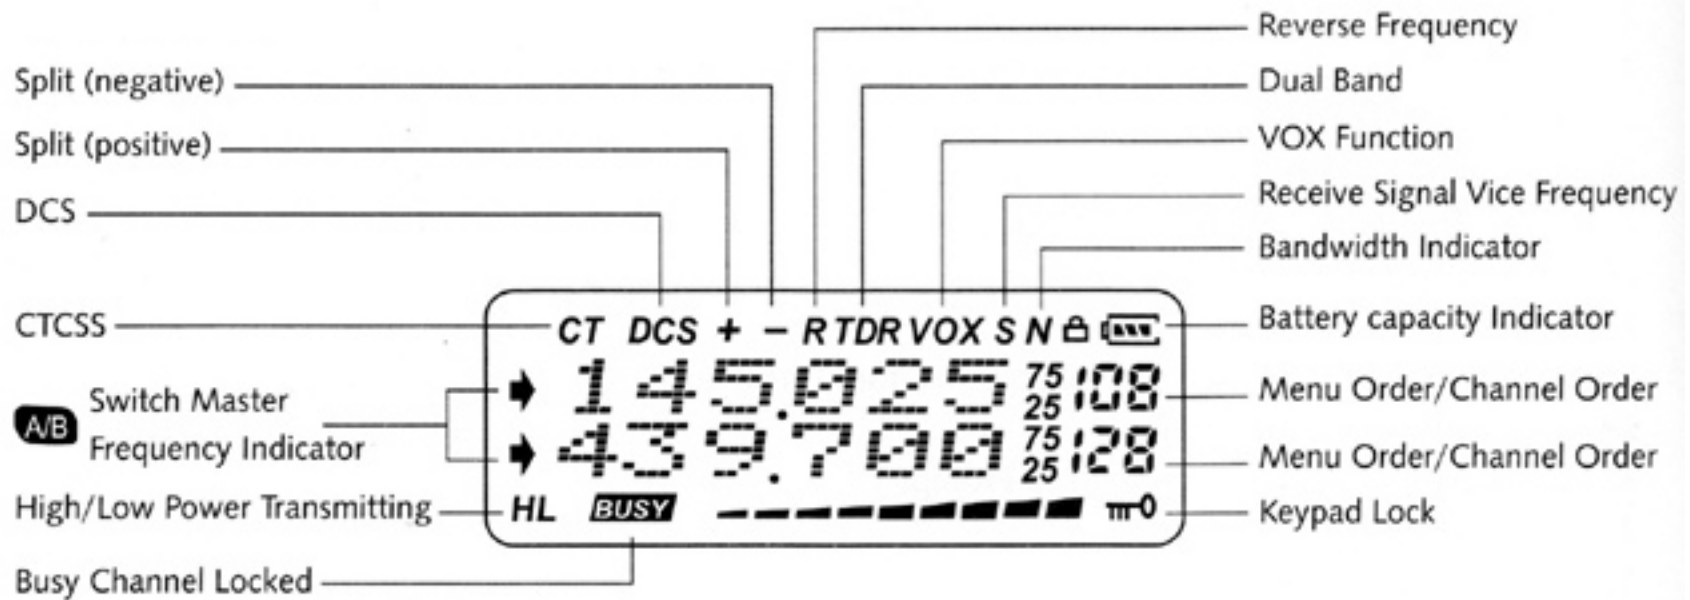 Reverse Frequency
Split (negative)
Dual Band
Split (positive)
VOX Function
DCS
Receive Signal Vice Frequency
Bandwidth Indicator
CTCSS
CT DCS + - R TDR VOX S N
Battery capacity Indicator
A/B
Switch Master
Frequency Indicator
145.025 75 25 108
Menu Order/Channel Order
439.700 75 25 128
Menu Order/Channel Order
High/Low Power Transmitting
HL BUSY
Keypad Lock
Busy Channel Locked